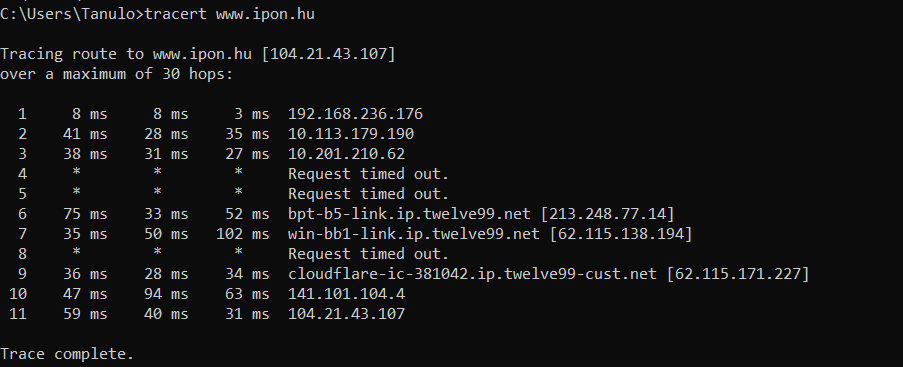 C:\Users\Tanulo>tracert www.ipon.hu
Tracing route to www.ipon.hu [104.21.43.107]
over a maximum of 30 hops:
1 8 ms 8 ms 3 ms 192.168.236.176
2 41 ms 28 ms 35 ms 10.113.179.190
3 38 ms 31 ms 27 ms 10.201.210.62
4 * * * Request timed out.
5 * * * Request timed out.
6 75 ms 33 ms 52 ms bpt-b5-link.ip.twelve99.net [213.248.77.14]
7 35 ms 50 ms 102 ms win-bb1-link.ip.twelve99.net [62.115.138.194]
8 * * * Request timed out.
9 36 ms 28 ms 34 ms cloudflare-ic-381042.ip.twelve99-cust.net [62.115.171.227]
10 47 ms 94 ms 63 ms 141.101.104.4
11 59 ms 40 ms 31 ms 104.21.43.107
Trace complete.